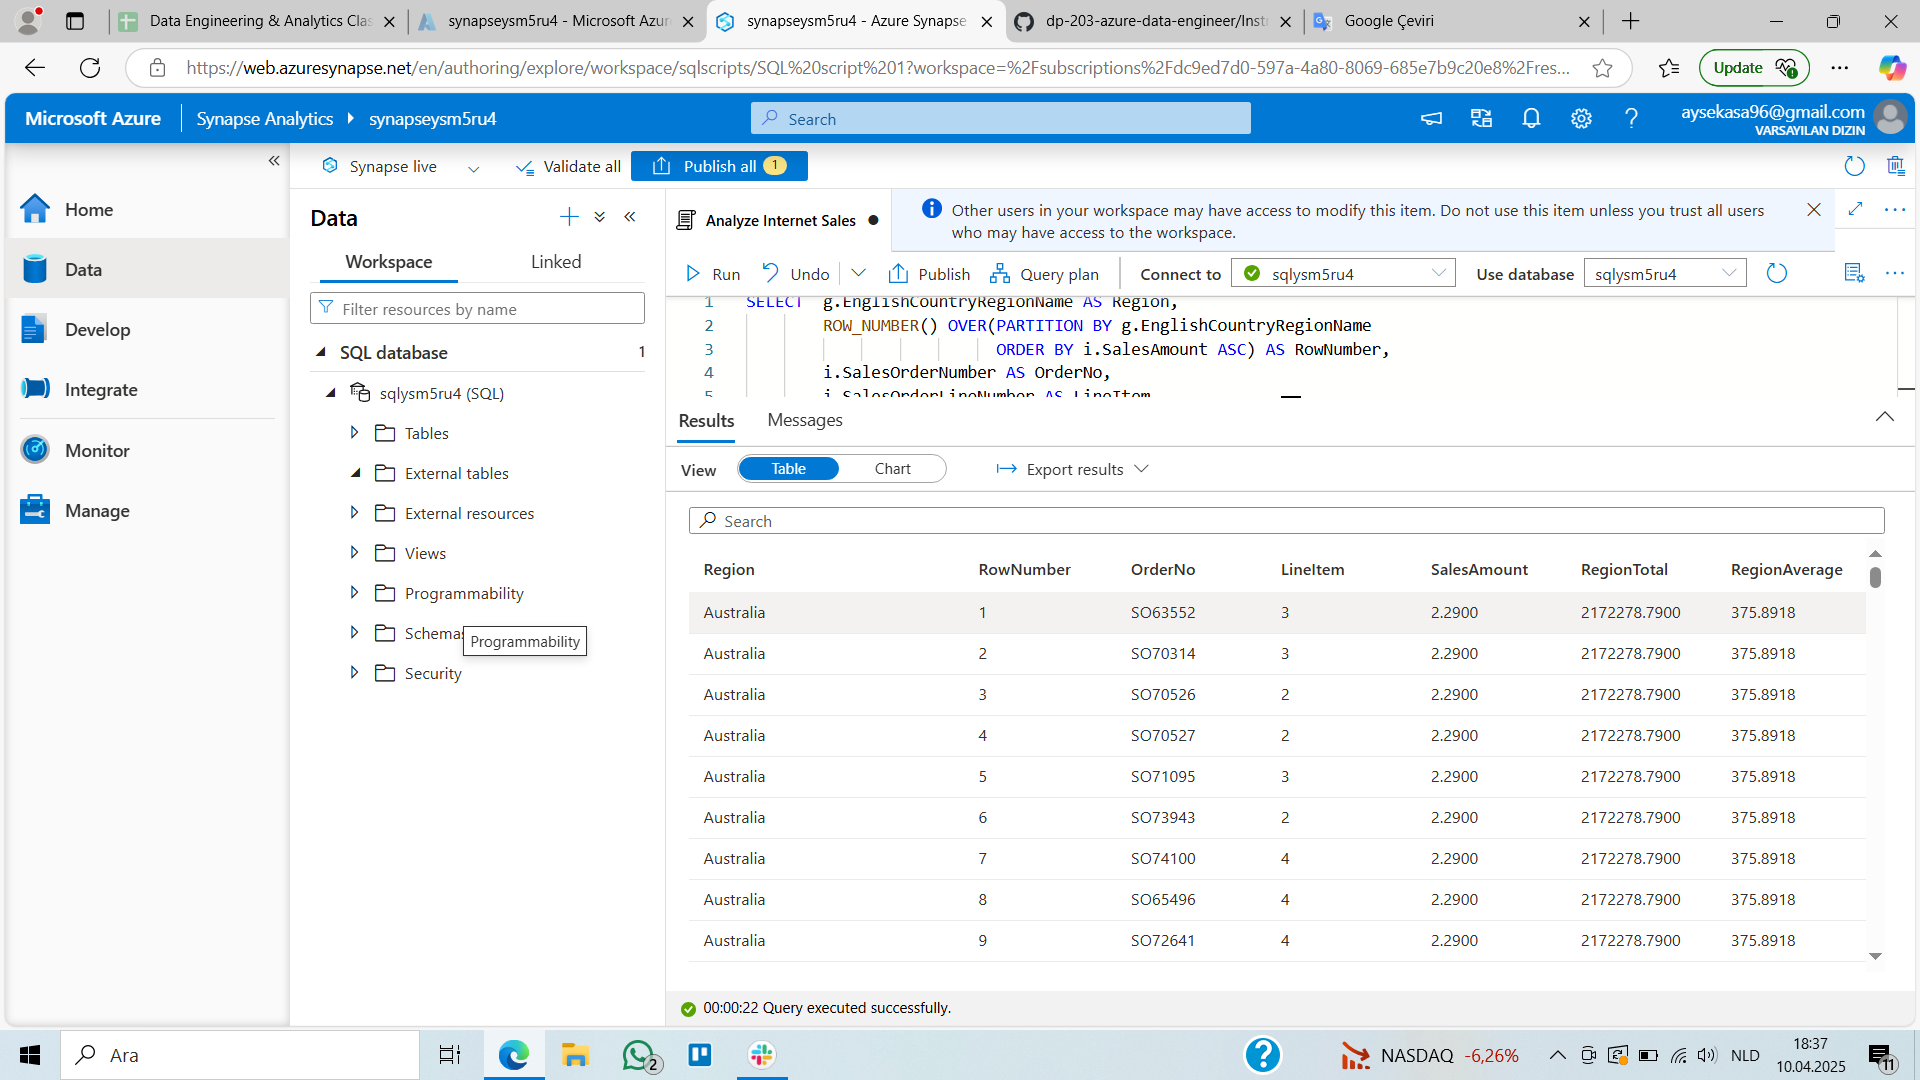 Data Engineering & Analytics Clas
synapseysm5ru4 - Microsoft Azur
synapseysm5ru4 - Azure Synapse
dp-203-azure-data-engineer/Instr
Google Çeviri
https://web.azuresynapse.net/en/authoring/explore/workspace/sqlscripts/SQL%20script%201?workspace=%2Fsubscriptions%2Fdc9ed7d0-597a-4a80-8069-685e7b9c20e8%2Fres...
Update
Microsoft Azure
Synapse Analytics
synapseysm5ru4
Search
aysekasa96@gmail.com
VARSAYILAN DIZIN
Synapse live
Validate all
Publish all 1
Home
Data
Develop
Integrate
Monitor
Manage
Data
Workspace
Linked
Filter resources by name
SQL database 1
sqlysm5ru4 (SQL)
Tables
External tables
External resources
Views
Programmability
Schemas
Programmability
Security
Analyze Internet Sales
Other users in your workspace may have access to modify this item. Do not use this item unless you trust all users
who may have access to the workspace.
Run Undo Publish Query plan Connect to sqlysm5ru4 Use database sqlysm5ru4
1 SELECT g.EnglishCountryRegionName AS Region,
2 ROW_NUMBER() OVER(PARTITION BY g.EnglishCountryRegionName
3 ORDER BY i.SalesAmount ASC) AS RowNumber,
4 i.SalesOrderNumber AS OrderNo,
5 i.SalesOrderLineNumber AS LineItem
Results Messages
View Table Chart Export results
Search
Region RowNumber OrderNo LineItem SalesAmount RegionTotal RegionAverage
Australia 1 SO63552 3 2.2900 2172278.7900 375.8918
Australia 2 SO70314 3 2.2900 2172278.7900 375.8918
Australia 3 SO70526 2 2.2900 2172278.7900 375.8918
Australia 4 SO70527 2 2.2900 2172278.7900 375.8918
Australia 5 SO71095 3 2.2900 2172278.7900 375.8918
Australia 6 SO73943 2 2.2900 2172278.7900 375.8918
Australia 7 SO74100 4 2.2900 2172278.7900 375.8918
Australia 8 SO65496 4 2.2900 2172278.7900 375.8918
Australia 9 SO72641 4 2.2900 2172278.7900 375.8918
00:00:22 Query executed successfully.
Ara
2
NASDAQ -6,26%
NLD
18:37
10.04.2025
11